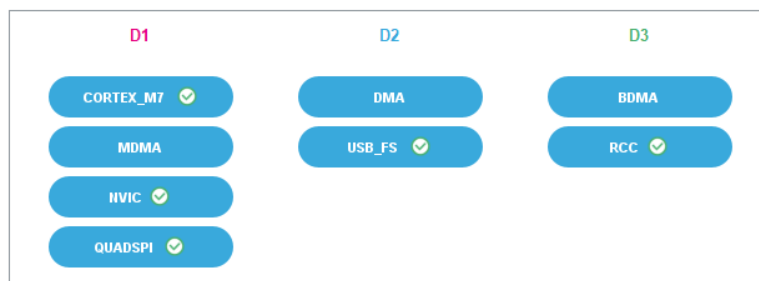 D1 D2 D3
CORTEX_M7 DMA BDMA
MDMA USB_FS RCC
NVIC
QUADSPI